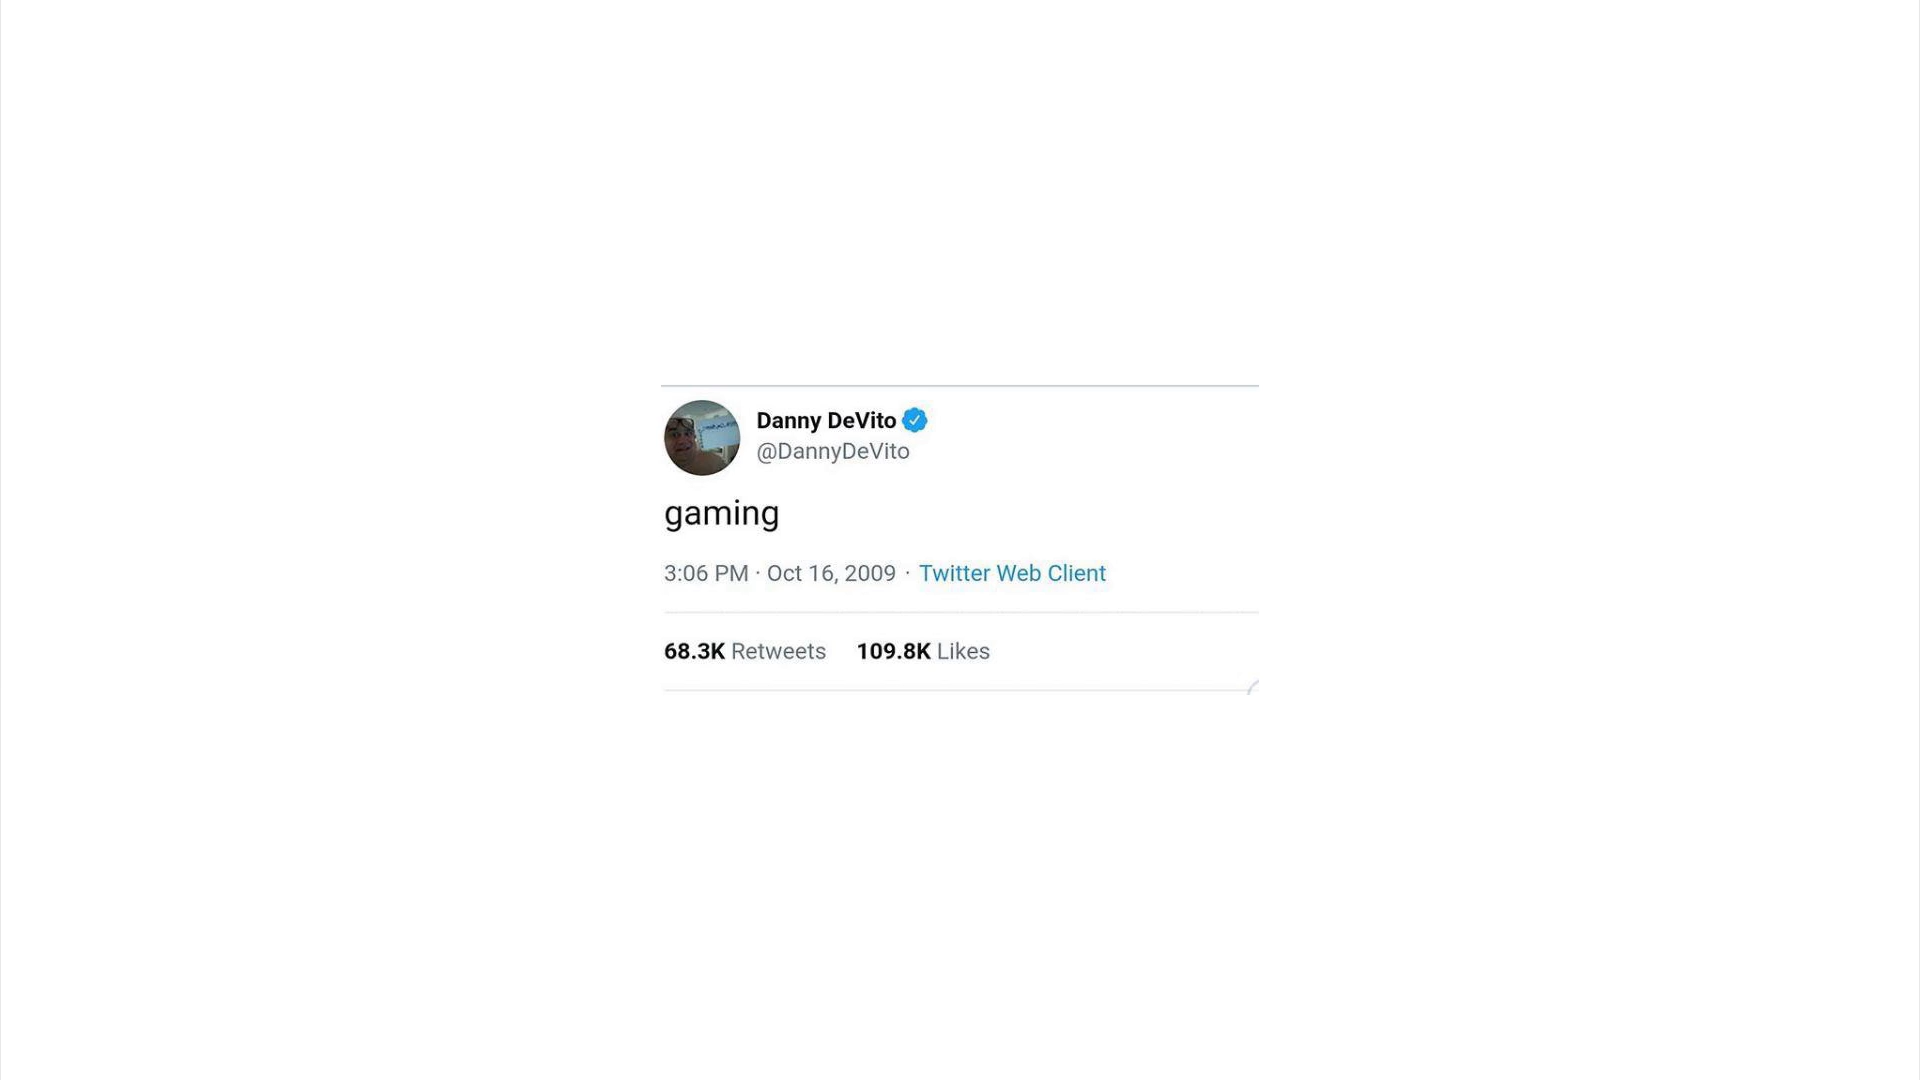 Danny DeVito
@DannyDeVito
gaming
3:06 PM · Oct 16, 2009 · Twitter Web Client
68.3K Retweets 109.8K Likes